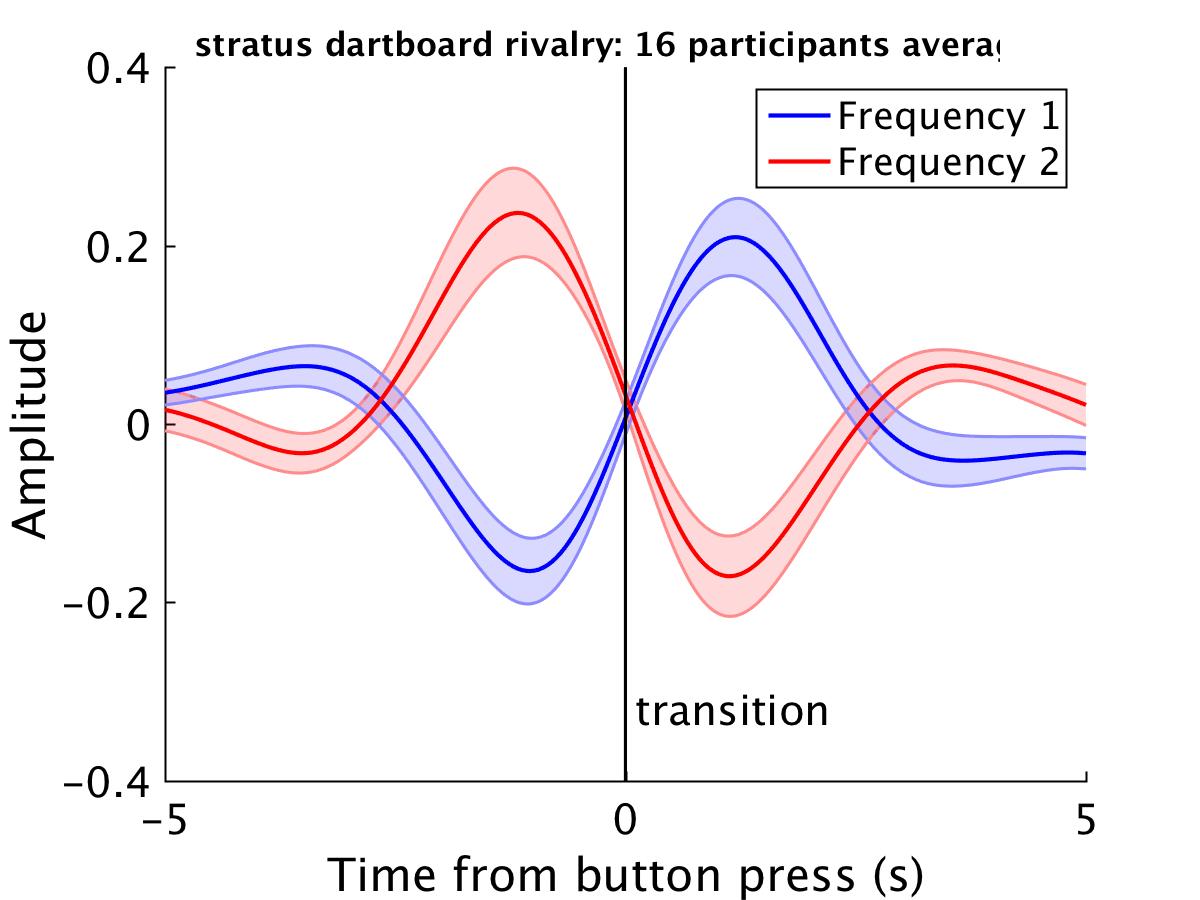 stratus dartboard rivalry: 16 participants
0.4
Frequency 1
Frequency 2
0.2
Amplitude
0
−0.2
transition
−0.4
−5
0
5
Time from button press (s)